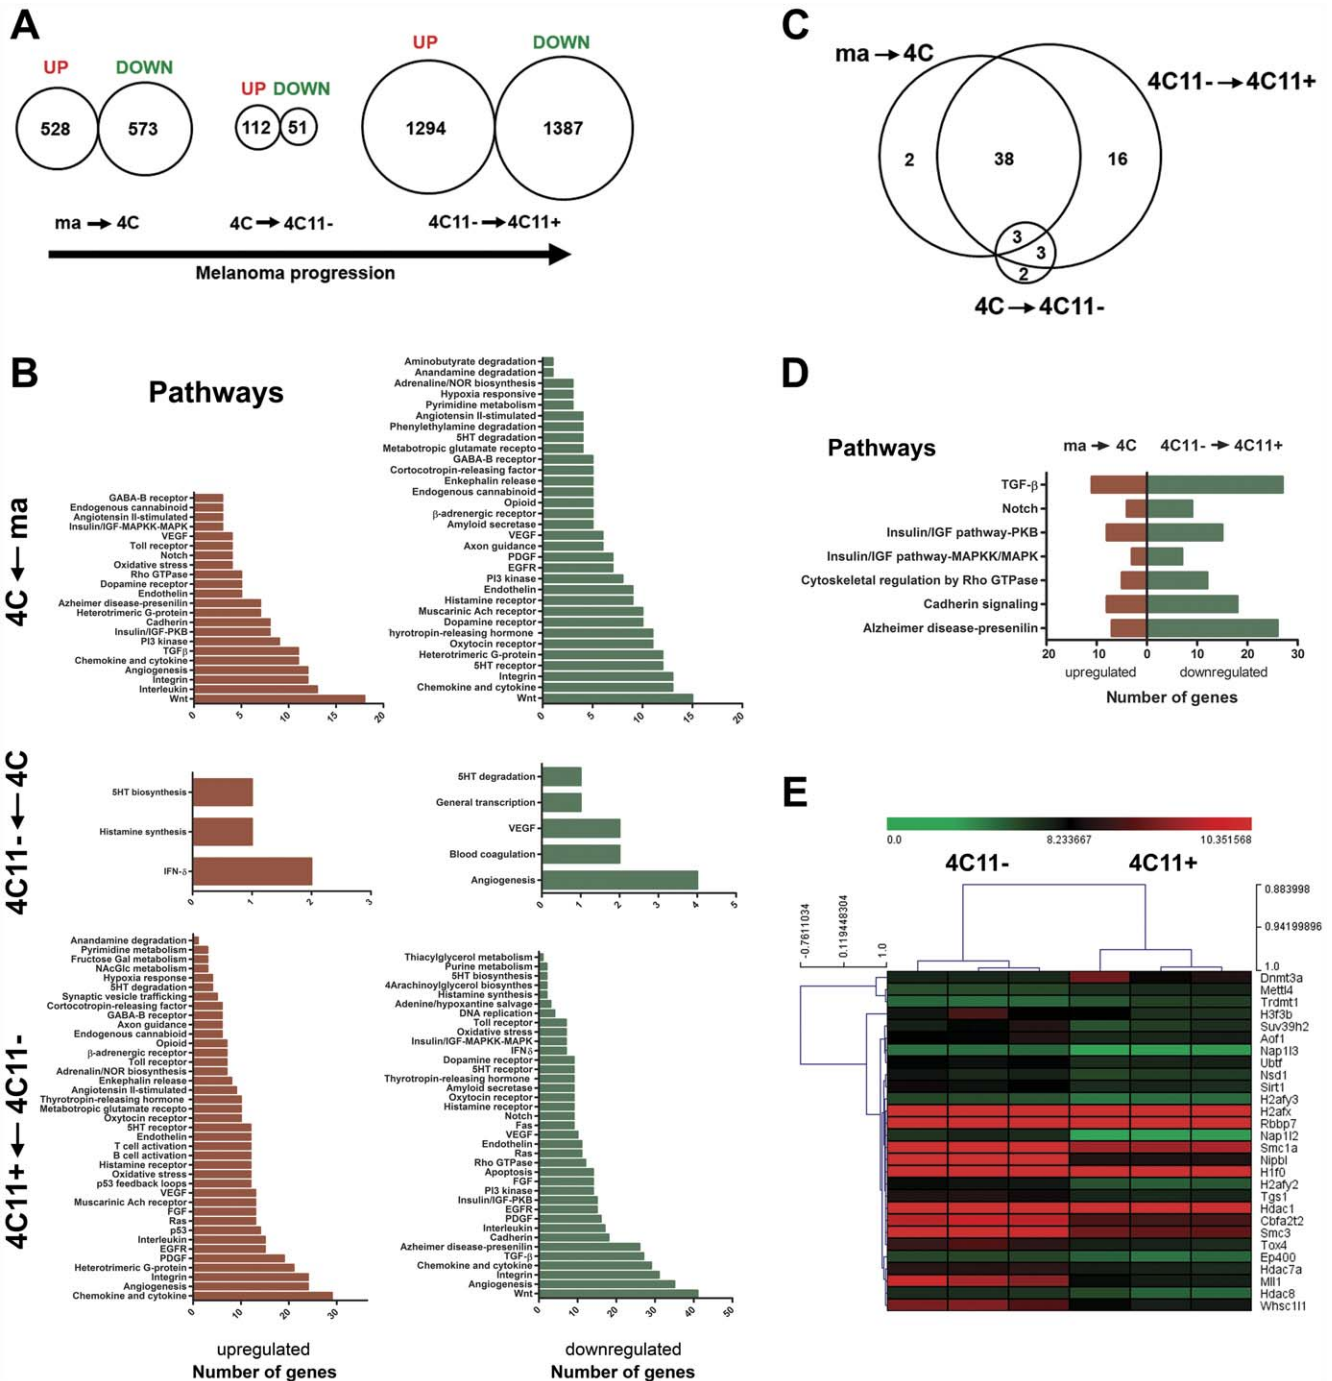 A
UP
DOWN
528
573
UP DOWN
112
51
UP
DOWN
1294
1387
ma → 4C
4C → 4C11-
4C11- → 4C11+
Melanoma progression
C
ma → 4C
4C11- → 4C11+
2
38
16
3
3
2
4C → 4C11-
B
Pathways
4C ← ma
GABA-B receptor
Endogenous cannabinoid
Angiotensin II-stimulated
Insulin/IGF-MAPKK-MAPK
VEGF
Toll receptor
Notch
Oxidative stress
Rho GTPase
Dopamine receptor
Endothelin
Azheimer disease-presenilin
Heterotrimeric G-protein
Cadherin
Insulin/IGF-PKB
PI3 kinase
TGFβ
Chemokine and cytokine
Angiogenesis
Integrin
Interleukin
Wnt
0 5 10 15 20
Aminobutyrate degradation
Anandamine degradation
Adrenaline/NOR biosynthesis
Hypoxia responsive
Pyrimidine metabolism
Angiotensin II-stimulated
Phenylethylamine degradation
5HT degradation
Metabotropic glutamate recepto
GABA-B receptor
Cortocotropin-releasing factor
Enkephalin release
Endogenous cannabinoid
Opioid
β-adrenergic receptor
Amyloid secretase
VEGF
Axon guidance
PDGF
EGFR
PI3 kinase
Endothelin
Histamine receptor
Muscarinic Ach receptor
Dopamine receptor
hyrotropin-releasing hormone
Oxytocin receptor
Heterotrimeric G-protein
5HT receptor
Integrin
Chemokine and cytokine
Wnt
0 5 10 15 20
4C11- ← 4C
5HT biosynthesis
Histamine synthesis
IFN-δ
0 1 2 3
5HT degradation
General transcription
VEGF
Blood coagulation
Angiogenesis
0 1 2 3 4 5
4C11+ ← 4C11-
Anandamine degradation
Pyrimidine metabolism
Fructose Gal metabolism
NAcGlc metabolism
Hypoxia response
5HT degradation
Synaptic vesicle trafficking
Cortocotropin-releasing factor
GABA-B receptor
Axon guidance
Endogenous cannabioid
Opioid
β-adrenergic receptor
Toll receptor
Adrenalin/NOR biosynthesis
Enkephalin release
Angiotensin II-stimulated
Thyrotropin-releasing hormone
Metabotropic glutamate recepto
Oxytocin receptor
5HT receptor
Endothelin
T cell activation
B cell activation
Histamine receptor
Oxidative stress
p53 feedback loops
VEGF
Muscarinic Ach receptor
FGF
Ras
p53
Interleukin
EGFR
PDGF
Heterotrimeric G-protein
Integrin
Angiogenesis
Chemokine and cytokine
0 10 20 30
upregulated
Number of genes
Thiacylglycerol metabolism
Purine metabolism
5HT biosynthesis
4Arachinoylglycerol biosynthes
Histamine synthesis
Adenine/hypoxantine salvage
DNA replication
Toll receptor
Oxidative stress
Insulin/IGF-MAPKK-MAPK
IFNδ
Dopamine receptor
5HT receptor
Thyrotropin-releasing hormone
Amyloid secretase
Oxytocin receptor
Histamine receptor
Notch
Fas
VEGF
Endothelin
Ras
Rho GTPase
Apoptosis
FGF
PI3 kinase
Insulin/IGF-PKB
EGFR
PDGF
Interleukin
Cadherin
Azheimer disease-presenilin
TGF-β
Chemokine and cytokine
Integrin
Angiogenesis
Wnt
0 10 20 30 40 50
downregulated
Number of genes
D
Pathways
ma → 4C
4C11- → 4C11+
TGF-β
Notch
Insulin/IGF pathway-PKB
Insulin/IGF pathway-MAPKK/MAPK
Cytoskeletal regulation by Rho GTPase
Cadherin signaling
Alzheimer disease-presenilin
20 10 0 10 20 30
upregulated
downregulated
Number of genes
E
0.0
8.233667
10.351568
4C11-
4C11+
0.883998
0.94199896
1.0
-0.7611034
0.119448304
1.0
Dnmt3a
Mettl4
Trdmt1
H3f3b
Suv39h2
Aof1
Nap1l3
Ubtf
Nsd1
Sirt1
H2afy3
H2afx
Rbbp7
Nap1l2
Smc1a
Nipbl
H1f0
H2afy2
Tgs1
Hdac1
Cbfa2t2
Smc3
Tox4
Ep400
Hdac7a
Mll1
Hdac8
Whsc1l1